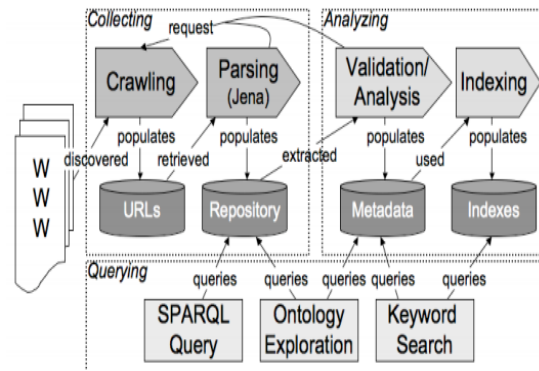 Collecting
request
Analyzing
Crawling
Parsing
(Jena)
Validation/
Analysis
Indexing
W
W
W
discovered
populates
retrieved
populates
extracted
populates
used
populates
URLs
Repository
Metadata
Indexes
Querying
queries
queries
queries
queries
queries
SPARQL
Query
Ontology
Exploration
Keyword
Search